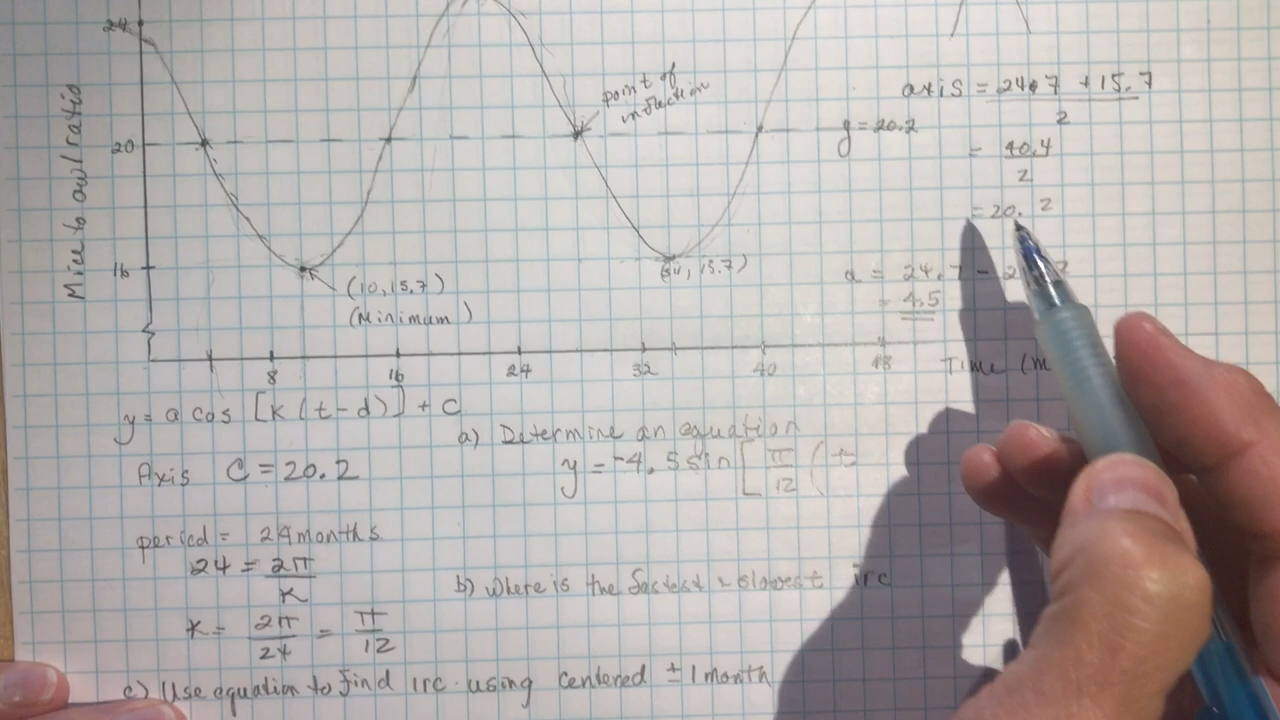 24
Mice to owl ratio
20
16
point of
inflection
y = 20.2
axis = 24.7 + 15.7
2
= 40.4
2
= 20.2
a = 24.7 - 2
= 4.5
(10, 15.7)
(Minimum)
(34, 15.7)
8 16 24 32 40 48
Time (m
y = a cos [k(t-d)] + C
Axis C = 20.2
a) Determine an equation
y = -4.5 sin [π/12 (t
period = 24 months
24 = 2π/K
K = 2π/24 = π/12
b) Where is the fastest & slowest irc
c) Use equation to find irc using centered ± 1 month